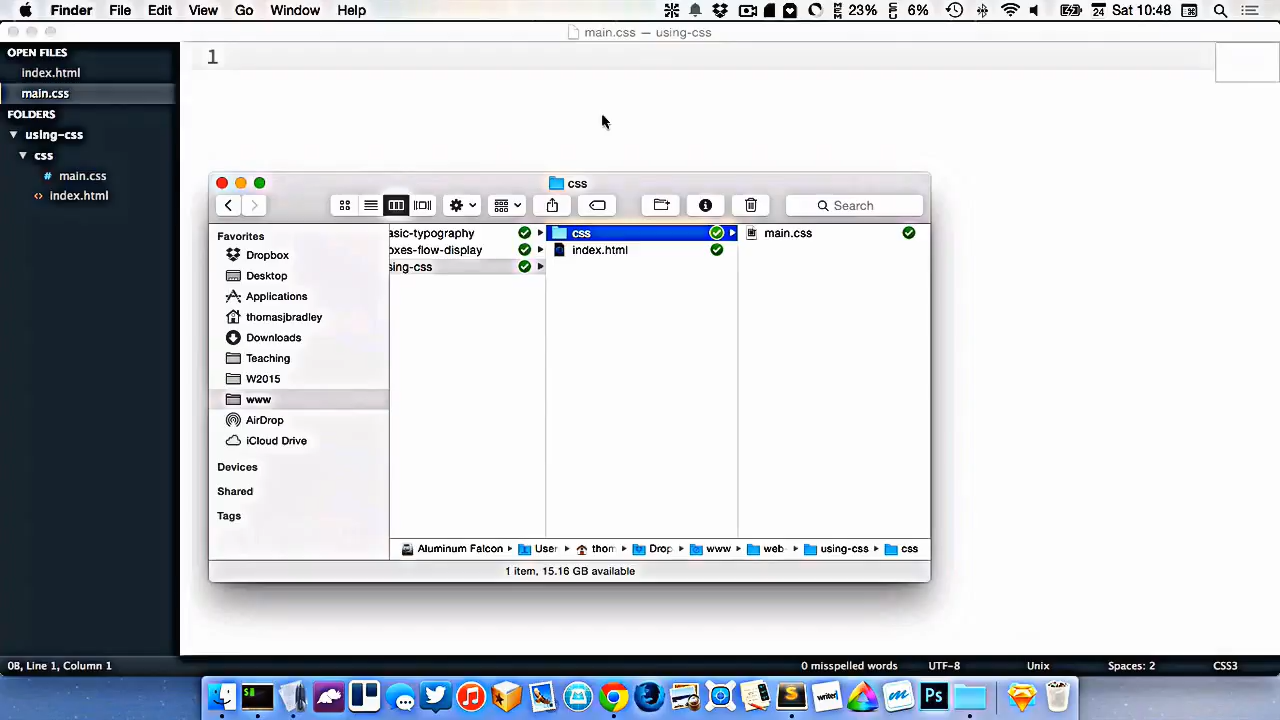 Finder File Edit View Go Window Help 23% 6% 24 Sat 10:48
main.css — using-css
OPEN FILES
index.html
main.css
FOLDERS
using-css
css
main.css
index.html
1
css
Search
Favorites
Dropbox
Desktop
Applications
thomasjbradley
Downloads
Teaching
W2015
www
AirDrop
iCloud Drive
Devices
Shared
Tags
asic-typography
oxes-flow-display
sing-css
css
index.html
main.css
Aluminum Falcon User thom Drop www web using-css css
1 item, 15.16 GB available
0B, Line 1, Column 1 0 misspelled words UTF-8 Unix Spaces: 2 CSS3
writer Ps